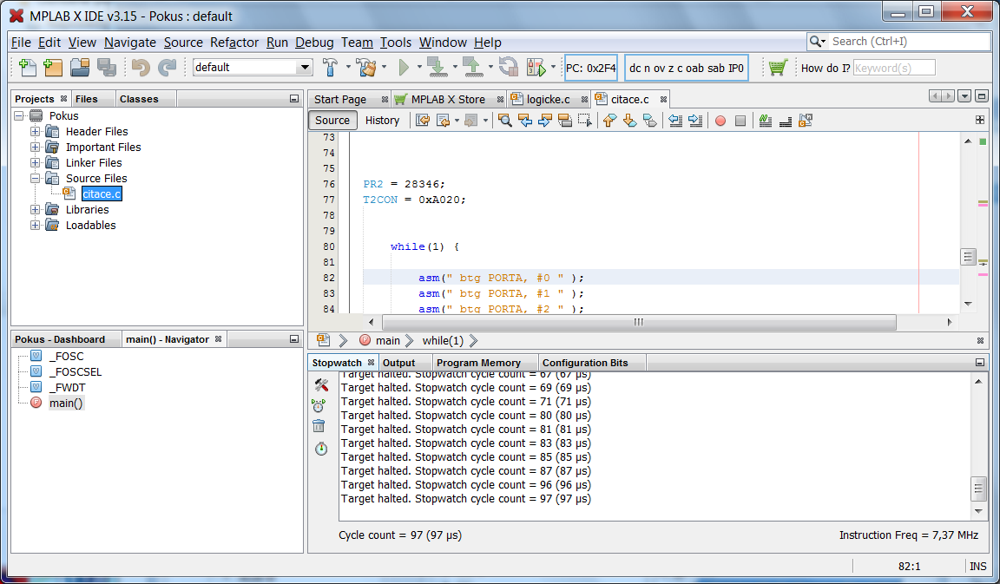 MPLAB X IDE v3.15 - Pokus : default
File Edit View Navigate Source Refactor Run Debug Team Tools Window Help
Search (Ctrl+I)
default
PC: 0x2F4
dc n ov z c oab sab IP0
How do I?
Keyword(s)
Projects
Files
Classes
Pokus
Header Files
Important Files
Linker Files
Source Files
citace.c
Libraries
Loadables
Pokus - Dashboard
main() - Navigator
_FOSC
_FOSCSEL
_FWDT
main()
Start Page
MPLAB X Store
logicke.c
citace.c
Source
History
73
74
75
76 PR2 = 28346;
77 T2CON = 0xA020;
78
79
80 while(1) {
81
82 asm(" btg PORTA, #0 " );
83 asm(" btg PORTA, #1 " );
84 asm(" btg PORTA, #2 " );
main
while(1)
Stopwatch
Output
Program Memory
Configuration Bits
Target halted. Stopwatch cycle count = 67 (67 µs)
Target halted. Stopwatch cycle count = 69 (69 µs)
Target halted. Stopwatch cycle count = 71 (71 µs)
Target halted. Stopwatch cycle count = 80 (80 µs)
Target halted. Stopwatch cycle count = 81 (81 µs)
Target halted. Stopwatch cycle count = 83 (83 µs)
Target halted. Stopwatch cycle count = 85 (85 µs)
Target halted. Stopwatch cycle count = 87 (87 µs)
Target halted. Stopwatch cycle count = 96 (96 µs)
Target halted. Stopwatch cycle count = 97 (97 µs)
Cycle count = 97 (97 µs)
Instruction Freq = 7,37 MHz
82:1
INS